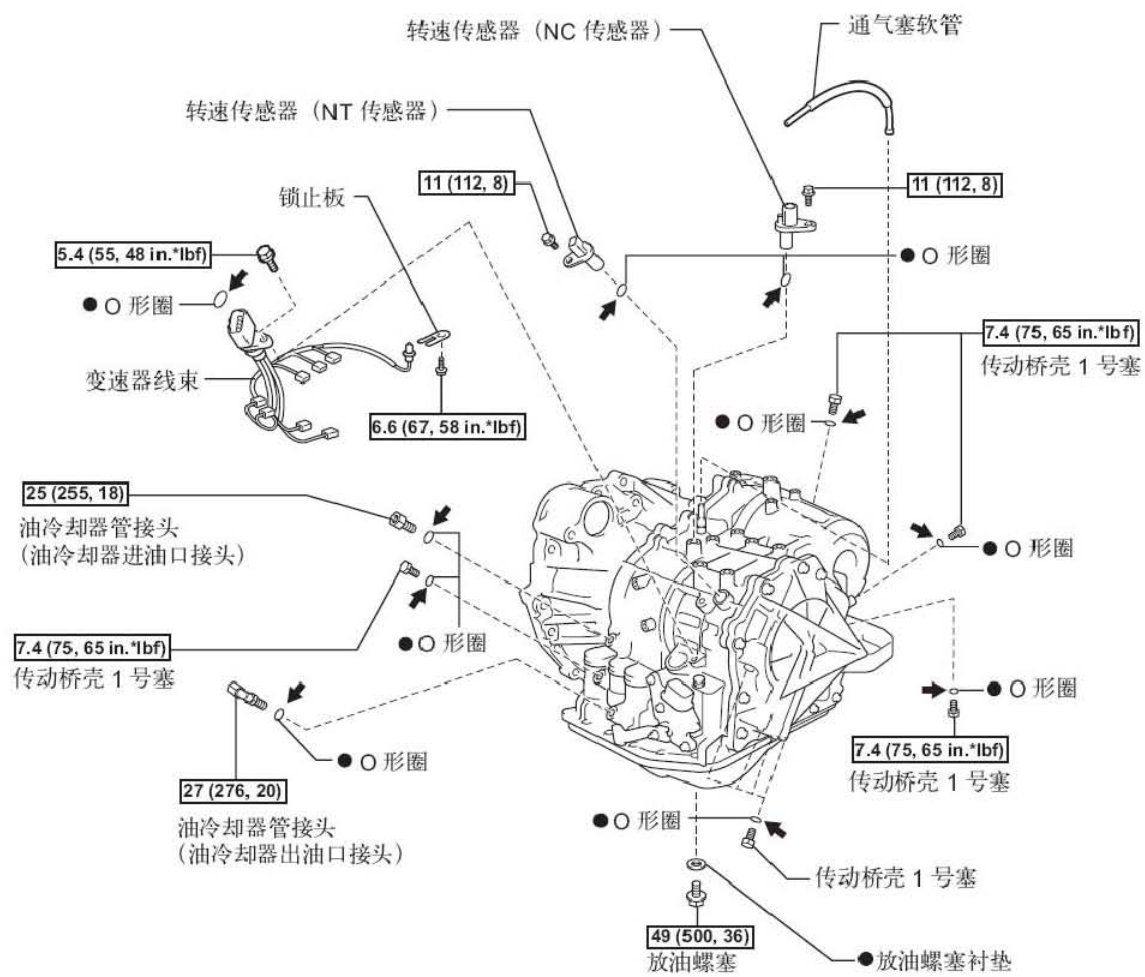 转速传感器（NC 传感器）
通气塞软管
转速传感器（NT 传感器）
11 (112, 8)
11 (112, 8)
锁止板
5.4 (55, 48 in.*lbf)
● O 形圈
● O 形圈
变速器线束
6.6 (67, 58 in.*lbf)
7.4 (75, 65 in.*lbf)
传动桥壳 1 号塞
● O 形圈
25 (255, 18)
油冷却器管接头
（油冷却器进油口接头）
● O 形圈
7.4 (75, 65 in.*lbf)
传动桥壳 1 号塞
● O 形圈
● O 形圈
7.4 (75, 65 in.*lbf)
传动桥壳 1 号塞
● O 形圈
27 (276, 20)
油冷却器管接头
（油冷却器出油口接头）
● O 形圈
传动桥壳 1 号塞
49 (500, 36)
放油螺塞
●放油螺塞衬垫